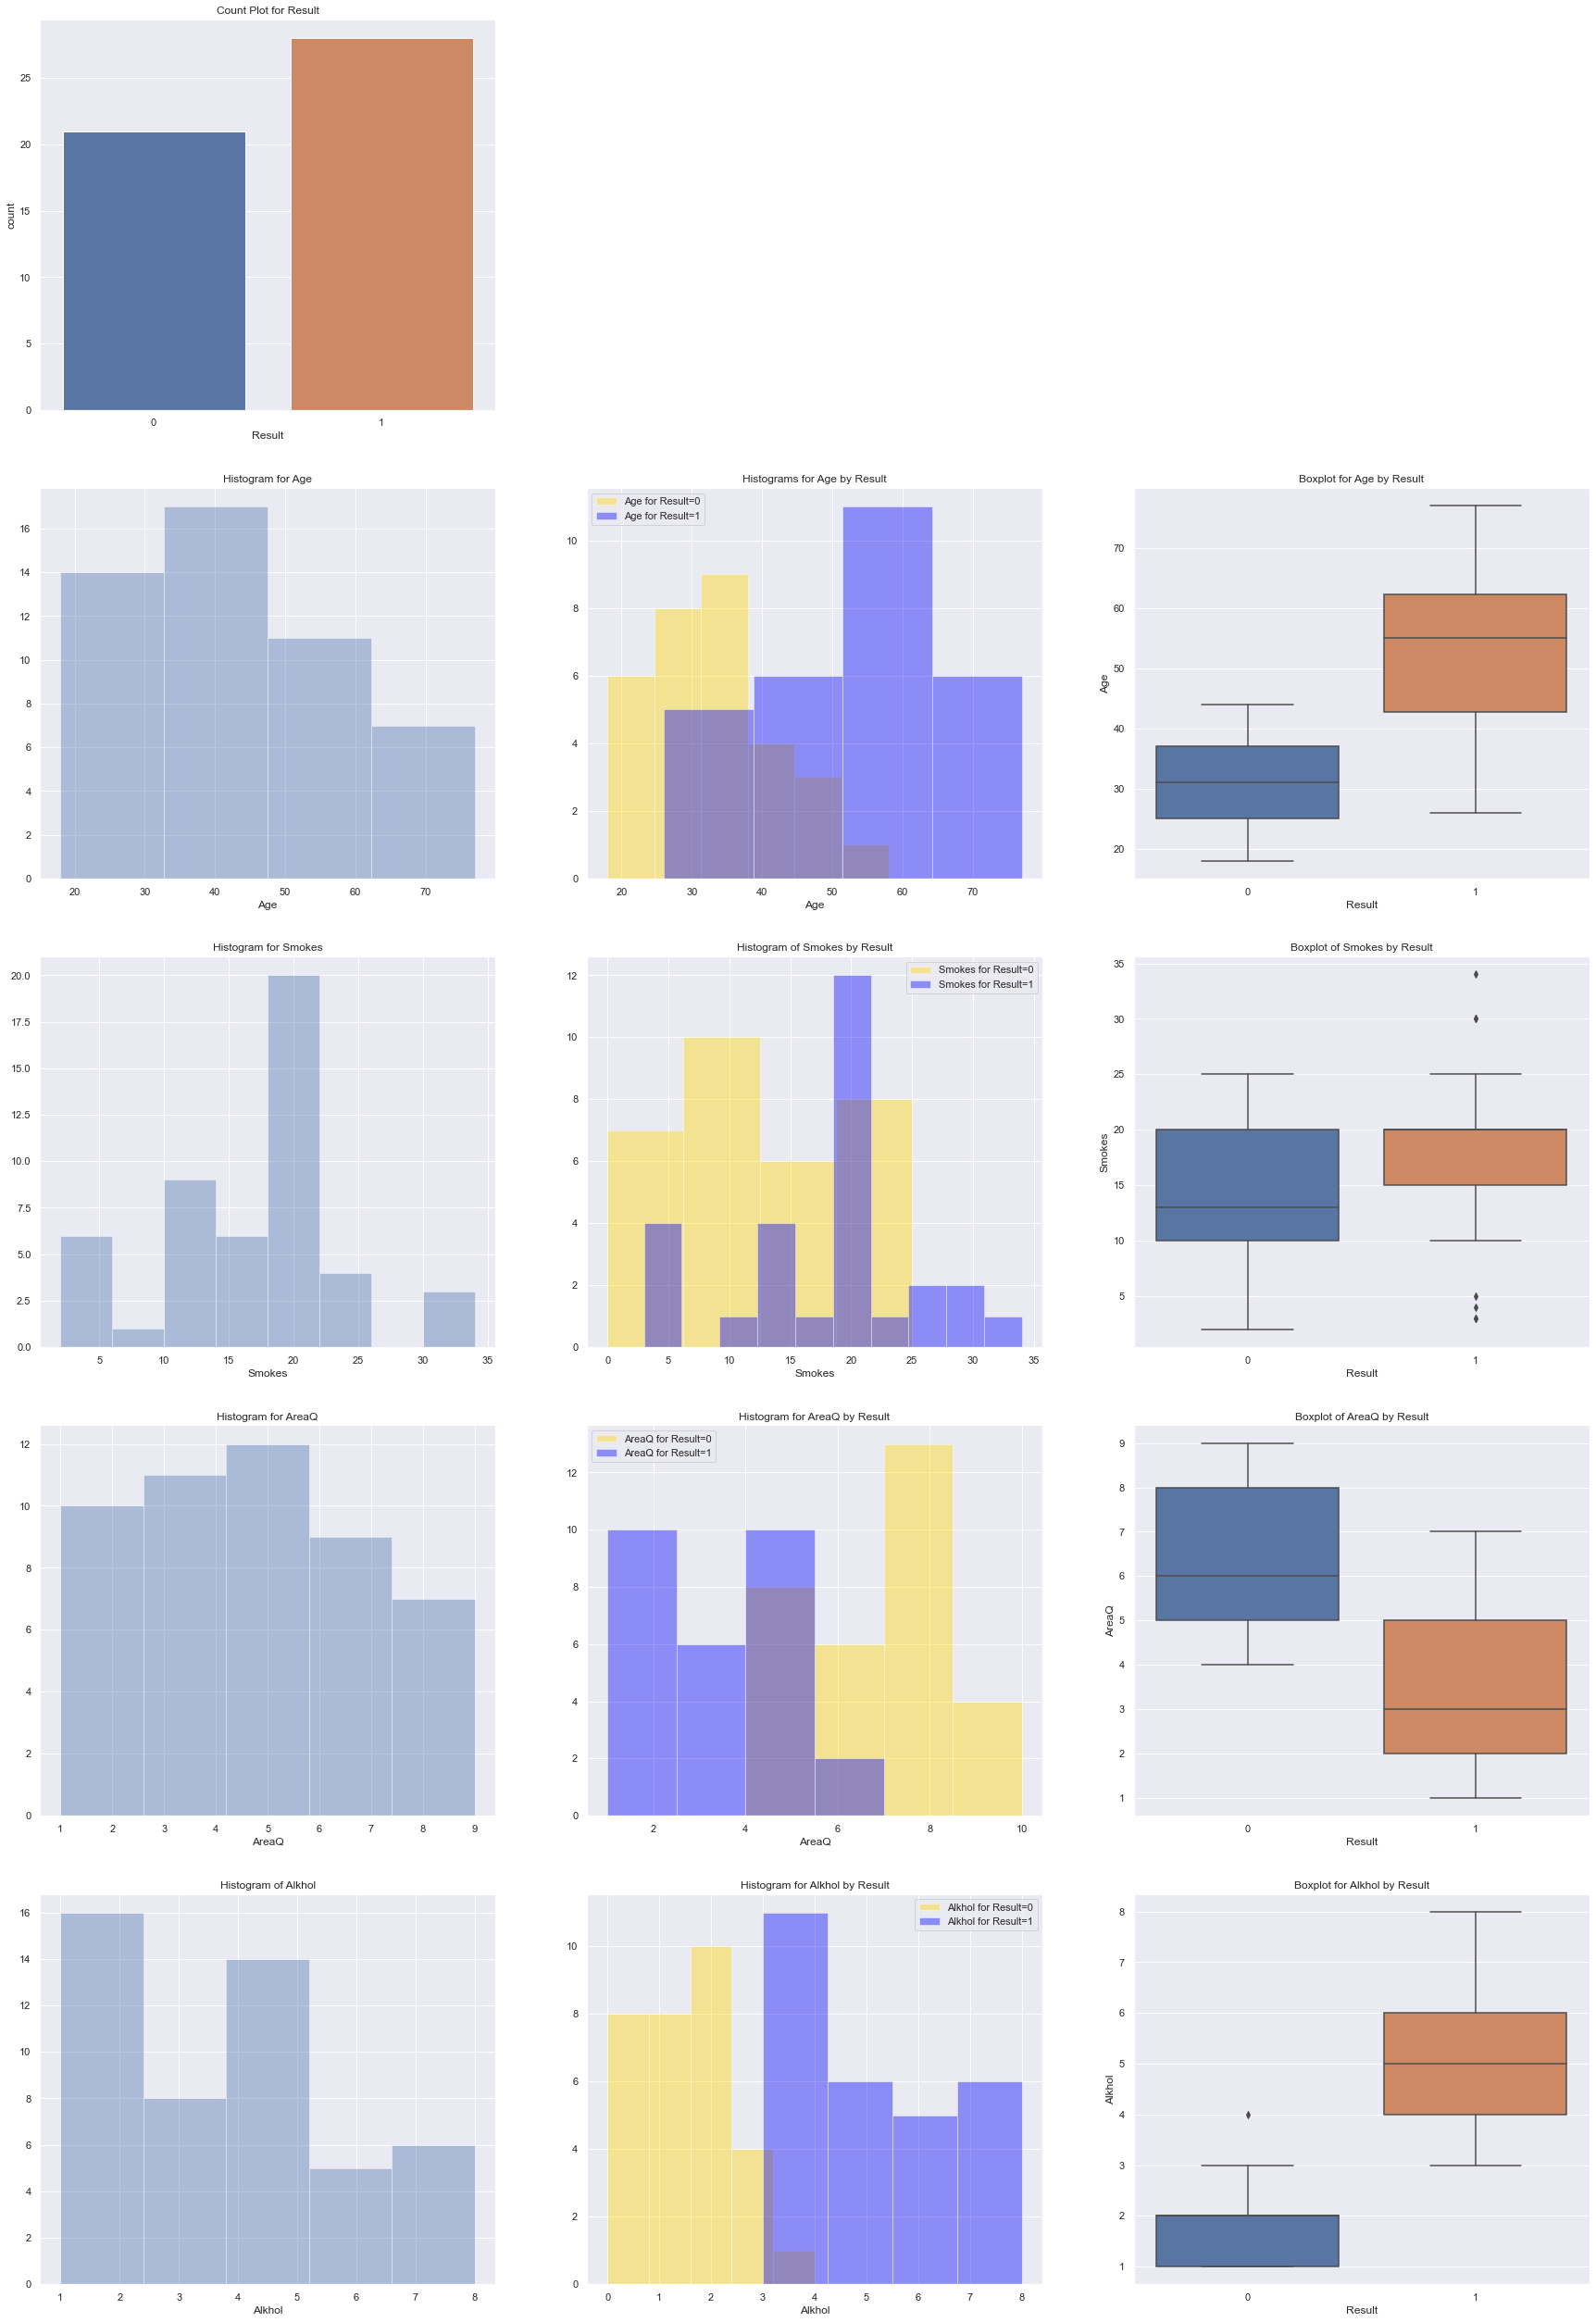 Count Plot for Result
25
20
15
10
5
0
count
0 1
Result
Histogram for Age
16
14
12
10
8
6
4
2
0
20 30 40 50 60 70
Age
Histograms for Age by Result
Age for Result=0
Age for Result=1
10
8
6
4
2
0
20 30 40 50 60 70
Age
Boxplot for Age by Result
70
60
50
40
30
20
Age
0 1
Result
Histogram for Smokes
20.0
17.5
15.0
12.5
10.0
7.5
5.0
2.5
0.0
5 10 15 20 25 30 35
Smokes
Histogram of Smokes by Result
Smokes for Result=0
Smokes for Result=1
12
10
8
6
4
2
0
0 5 10 15 20 25 30 35
Smokes
Boxplot of Smokes by Result
35
30
25
20
15
10
5
Smokes
0 1
Result
Histogram for AreaQ
12
10
8
6
4
2
0
1 2 3 4 5 6 7 8 9
AreaQ
Histogram for AreaQ by Result
AreaQ for Result=0
AreaQ for Result=1
12
10
8
6
4
2
0
2 4 6 8 10
AreaQ
Boxplot of AreaQ by Result
9
8
7
6
5
4
3
2
1
AreaQ
0 1
Result
Histogram of Alkhol
16
14
12
10
8
6
4
2
0
1 2 3 4 5 6 7 8
Alkhol
Histogram for Alkhol by Result
Alkhol for Result=0
Alkhol for Result=1
10
8
6
4
2
0
0 1 2 3 4 5 6 7 8
Alkhol
Boxplot for Alkhol by Result
8
7
6
5
4
3
2
1
Alkhol
0 1
Result